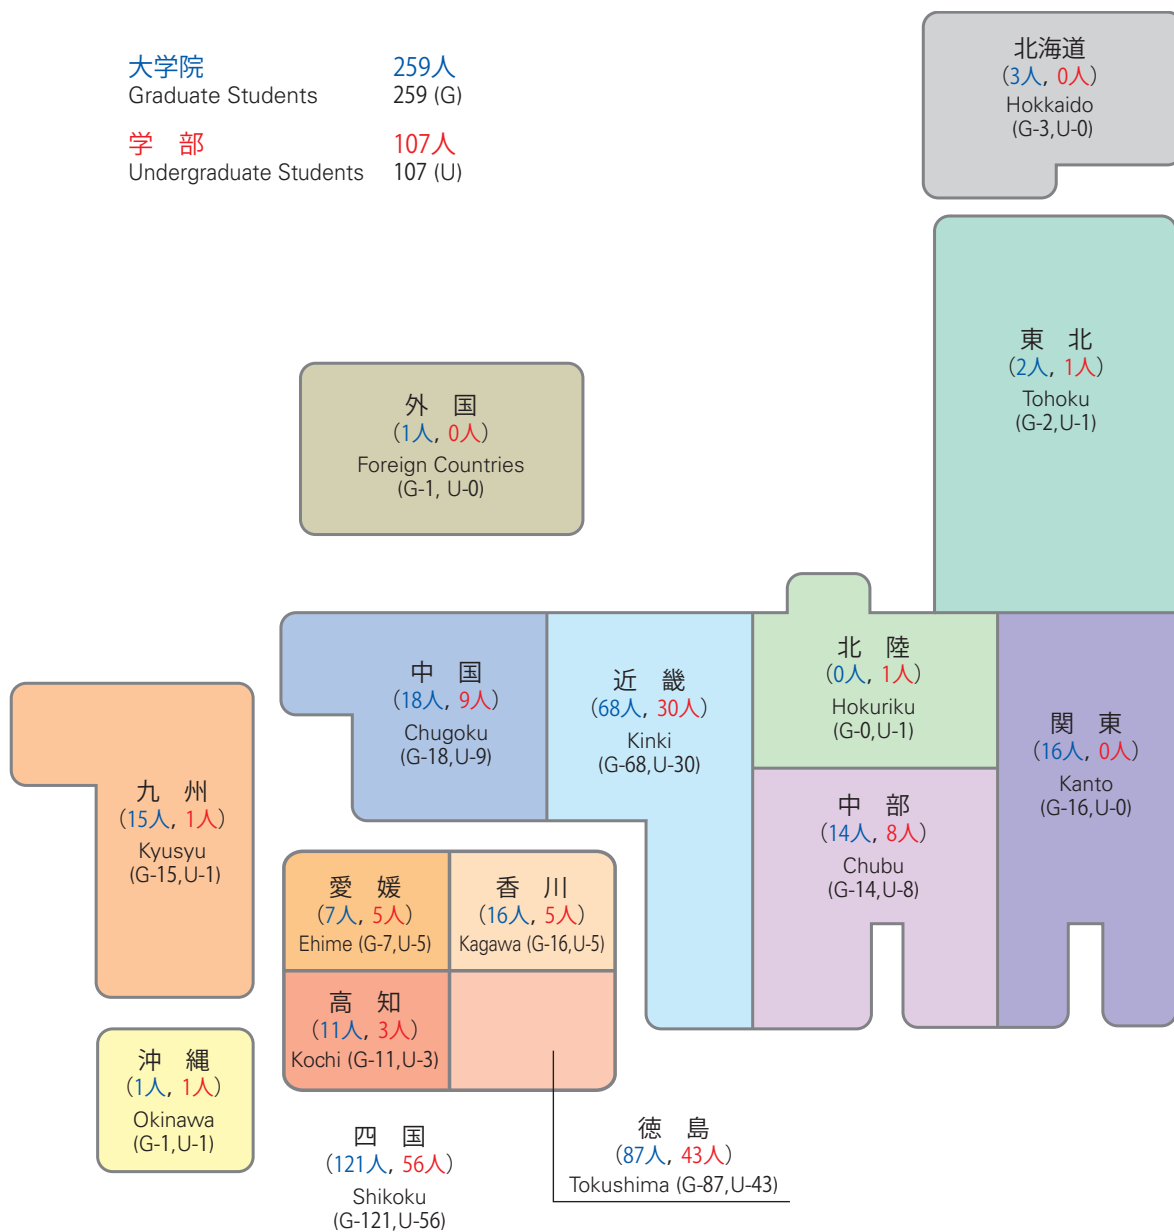 大学院 259人
Graduate Students 259 (G)
学 部 107人
Undergraduate Students 107 (U)
北海道
(3人, 0人)
Hokkaido
(G-3,U-0)
東 北
(2人, 1人)
Tohoku
(G-2,U-1)
外 国
(1人, 0人)
Foreign Countries
(G-1, U-0)
中 国
(18人, 9人)
Chugoku
(G-18,U-9)
近 畿
(68人, 30人)
Kinki
(G-68,U-30)
北 陸
(0人, 1人)
Hokuriku
(G-0,U-1)
関 東
(16人, 0人)
Kanto
(G-16,U-0)
九 州
(15人, 1人)
Kyusyu
(G-15,U-1)
中 部
(14人, 8人)
Chubu
(G-14,U-8)
愛 媛
(7人, 5人)
Ehime (G-7,U-5)
香 川
(16人, 5人)
Kagawa (G-16,U-5)
高 知
(11人, 3人)
Kochi (G-11,U-3)
沖 縄
(1人, 1人)
Okinawa
(G-1,U-1)
四 国
(121人, 56人)
Shikoku
(G-121,U-56)
徳 島
(87人, 43人)
Tokushima (G-87,U-43)